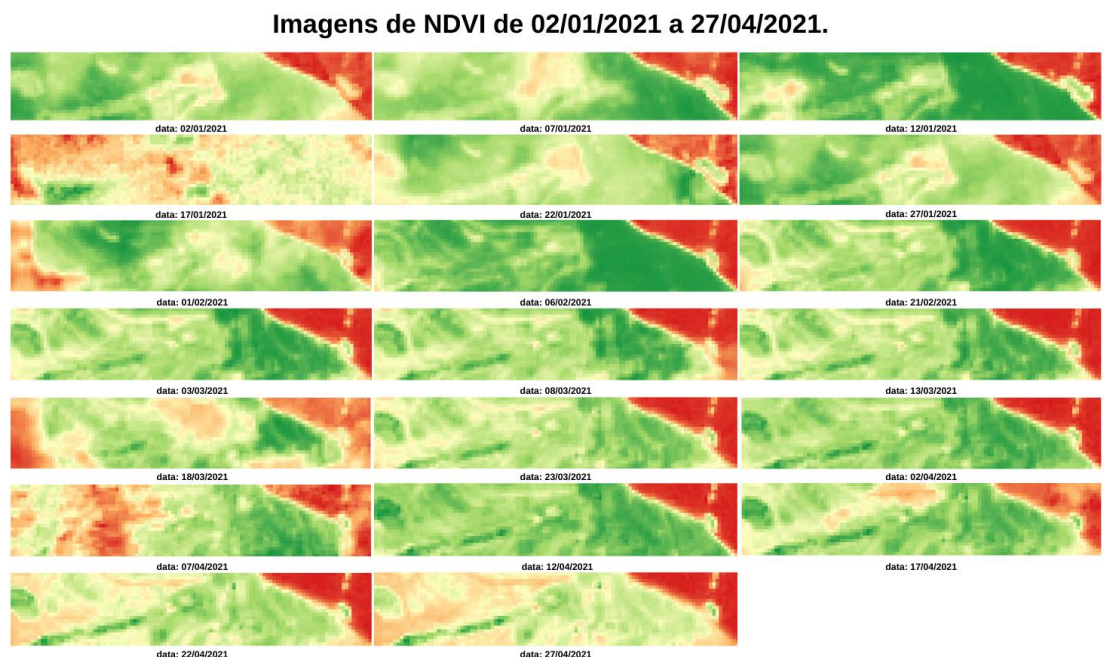 Imagens de NDVI de 02/01/2021 a 27/04/2021.
data: 02/01/2021
data: 07/01/2021
data: 12/01/2021
data: 17/01/2021
data: 22/01/2021
data: 27/01/2021
data: 01/02/2021
data: 06/02/2021
data: 21/02/2021
data: 03/03/2021
data: 08/03/2021
data: 13/03/2021
data: 18/03/2021
data: 23/03/2021
data: 02/04/2021
data: 07/04/2021
data: 12/04/2021
data: 17/04/2021
data: 22/04/2021
data: 27/04/2021